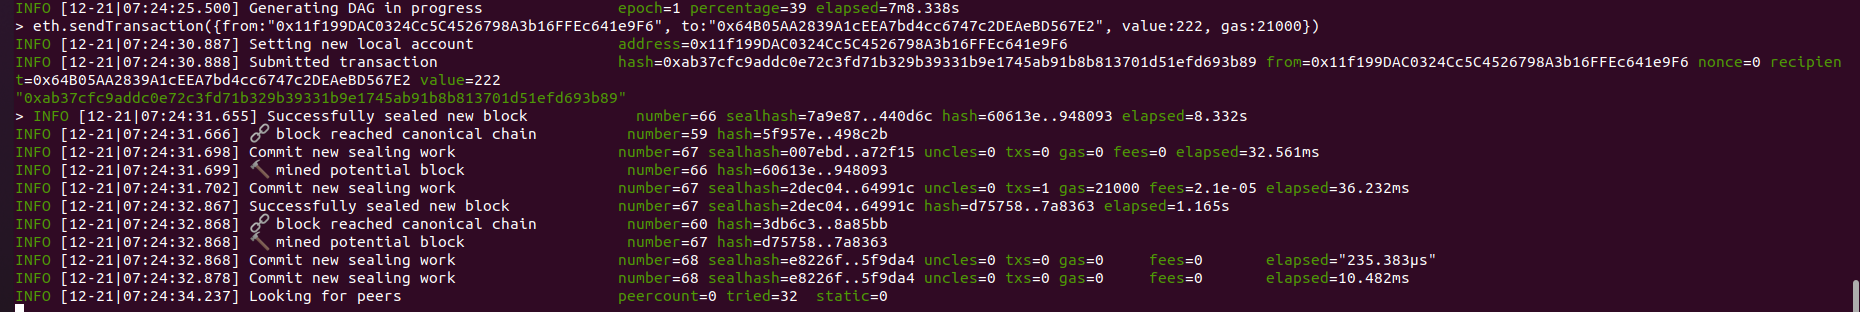 INFO [12-21|07:24:25.500] Generating DAG in progress epoch=1 percentage=39 elapsed=7m8.338s
> eth.sendTransaction({from:"0x11f199DAC0324Cc5C4526798A3b16FFEc641e9F6", to:"0x64B05AA2839A1cEEA7bd4cc6747c2DEAeBD567E2", value:222, gas:21000})
INFO [12-21|07:24:30.887] Setting new local account address=0x11f199DAC0324Cc5C4526798A3b16FFEc641e9F6
INFO [12-21|07:24:30.888] Submitted transaction hash=0xab37cfc9addc0e72c3fd71b329b39331b9e1745ab91b8b813701d51efd693b89 from=0x11f199DAC0324Cc5C4526798A3b16FFEc641e9F6 nonce=0 recipien
t=0x64B05AA2839A1cEEA7bd4cc6747c2DEAeBD567E2 value=222
"0xab37cfc9addc0e72c3fd71b329b39331b9e1745ab91b8b813701d51efd693b89"
> INFO [12-21|07:24:31.655] Successfully sealed new block number=66 sealhash=7a9e87..440d6c hash=60613e..948093 elapsed=8.332s
INFO [12-21|07:24:31.666] 🔗 block reached canonical chain number=59 hash=5f957e..498c2b
INFO [12-21|07:24:31.698] Commit new sealing work number=67 sealhash=007ebd..a72f15 uncles=0 txs=0 gas=0 fees=0 elapsed=32.561ms
INFO [12-21|07:24:31.699] 🔨 mined potential block number=66 hash=60613e..948093
INFO [12-21|07:24:31.702] Commit new sealing work number=67 sealhash=2dec04..64991c uncles=0 txs=1 gas=21000 fees=2.1e-05 elapsed=36.232ms
INFO [12-21|07:24:32.867] Successfully sealed new block number=67 sealhash=2dec04..64991c hash=d75758..7a8363 elapsed=1.165s
INFO [12-21|07:24:32.868] 🔗 block reached canonical chain number=60 hash=3db6c3..8a85bb
INFO [12-21|07:24:32.868] 🔨 mined potential block number=67 hash=d75758..7a8363
INFO [12-21|07:24:32.868] Commit new sealing work number=68 sealhash=e8226f..5f9da4 uncles=0 txs=0 gas=0 fees=0 elapsed="235.383µs"
INFO [12-21|07:24:32.878] Commit new sealing work number=68 sealhash=e8226f..5f9da4 uncles=0 txs=0 gas=0 fees=0 elapsed=10.482ms
INFO [12-21|07:24:34.237] Looking for peers peercount=0 tried=32 static=0